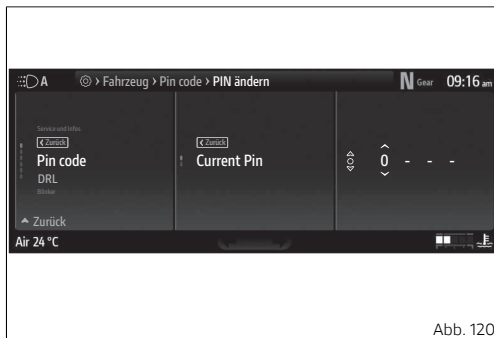 A Fahrzeug > Pin code > PIN ändern N Gear 09:16 am
Service und Infos
Zurück
Pin code
DRL
Blinker
Zurück
Zurück
Current Pin
0 - - -
Air 24 °C
Abb. 120